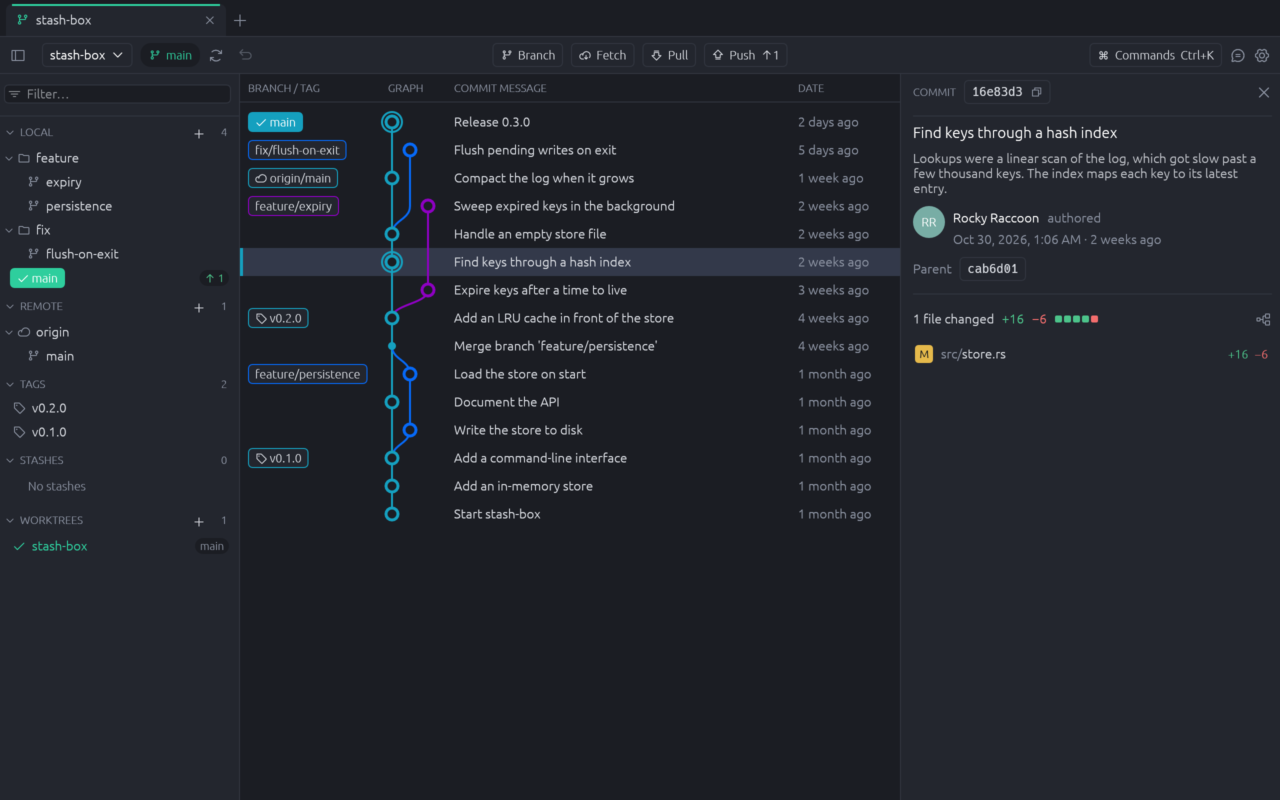 stash-box
stash-box main Branch Fetch Pull Push ↑1 ⌘ Commands Ctrl+K
Filter...
LOCAL 4
feature
expiry
persistence
fix
flush-on-exit
main ↑ 1
REMOTE 1
origin
main
TAGS 2
v0.2.0
v0.1.0
STASHES 0
No stashes
WORKTREES 1
stash-box main
BRANCH / TAG GRAPH COMMIT MESSAGE DATE
main Release 0.3.0 2 days ago
fix/flush-on-exit Flush pending writes on exit 5 days ago
origin/main Compact the log when it grows 1 week ago
feature/expiry Sweep expired keys in the background 2 weeks ago
Handle an empty store file 2 weeks ago
Find keys through a hash index 2 weeks ago
Expire keys after a time to live 3 weeks ago
v0.2.0 Add an LRU cache in front of the store 4 weeks ago
Merge branch 'feature/persistence' 4 weeks ago
feature/persistence Load the store on start 1 month ago
Document the API 1 month ago
Write the store to disk 1 month ago
v0.1.0 Add a command-line interface 1 month ago
Add an in-memory store 1 month ago
Start stash-box 1 month ago
COMMIT 16e83d3
Find keys through a hash index
Lookups were a linear scan of the log, which got slow past a
few thousand keys. The index maps each key to its latest
entry.
RR Rocky Raccoon authored
Oct 30, 2026, 1:06 AM · 2 weeks ago
Parent cab6d01
1 file changed +16 −6
M src/store.rs +16 −6